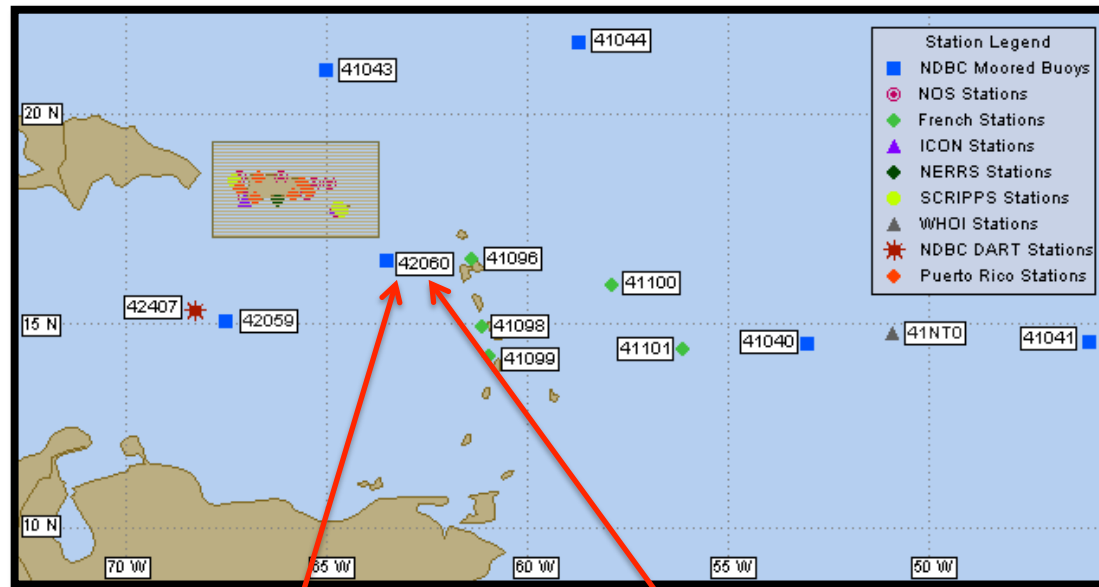 41044
41043
Station Legend
NDBC Moored Buoys
NOS Stations
French Stations
ICON Stations
NERRS Stations
SCRIPPS Stations
WHOI Stations
NDBC DART Stations
Puerto Rico Stations
20 N
42060
41096
41100
42407
42059
15 N
41098
41099
41101
41040
41NT0
41041
10 N
70 W
65 W
60 W
55 W
50 W